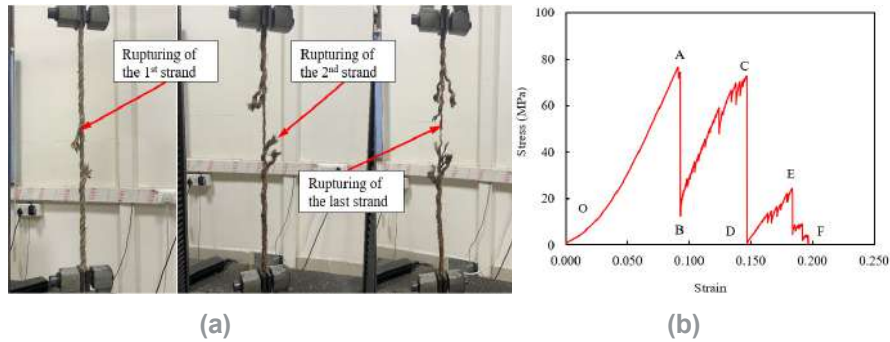 Rupturing of
the 1st strand
Rupturing of
the 2nd strand
Rupturing of
the last strand
(a)
100
80
60
40
20
0
Stress (MPa)
O
A
B
C
D
E
F
0.000
0.050
0.100
0.150
0.200
0.250
Strain
(b)